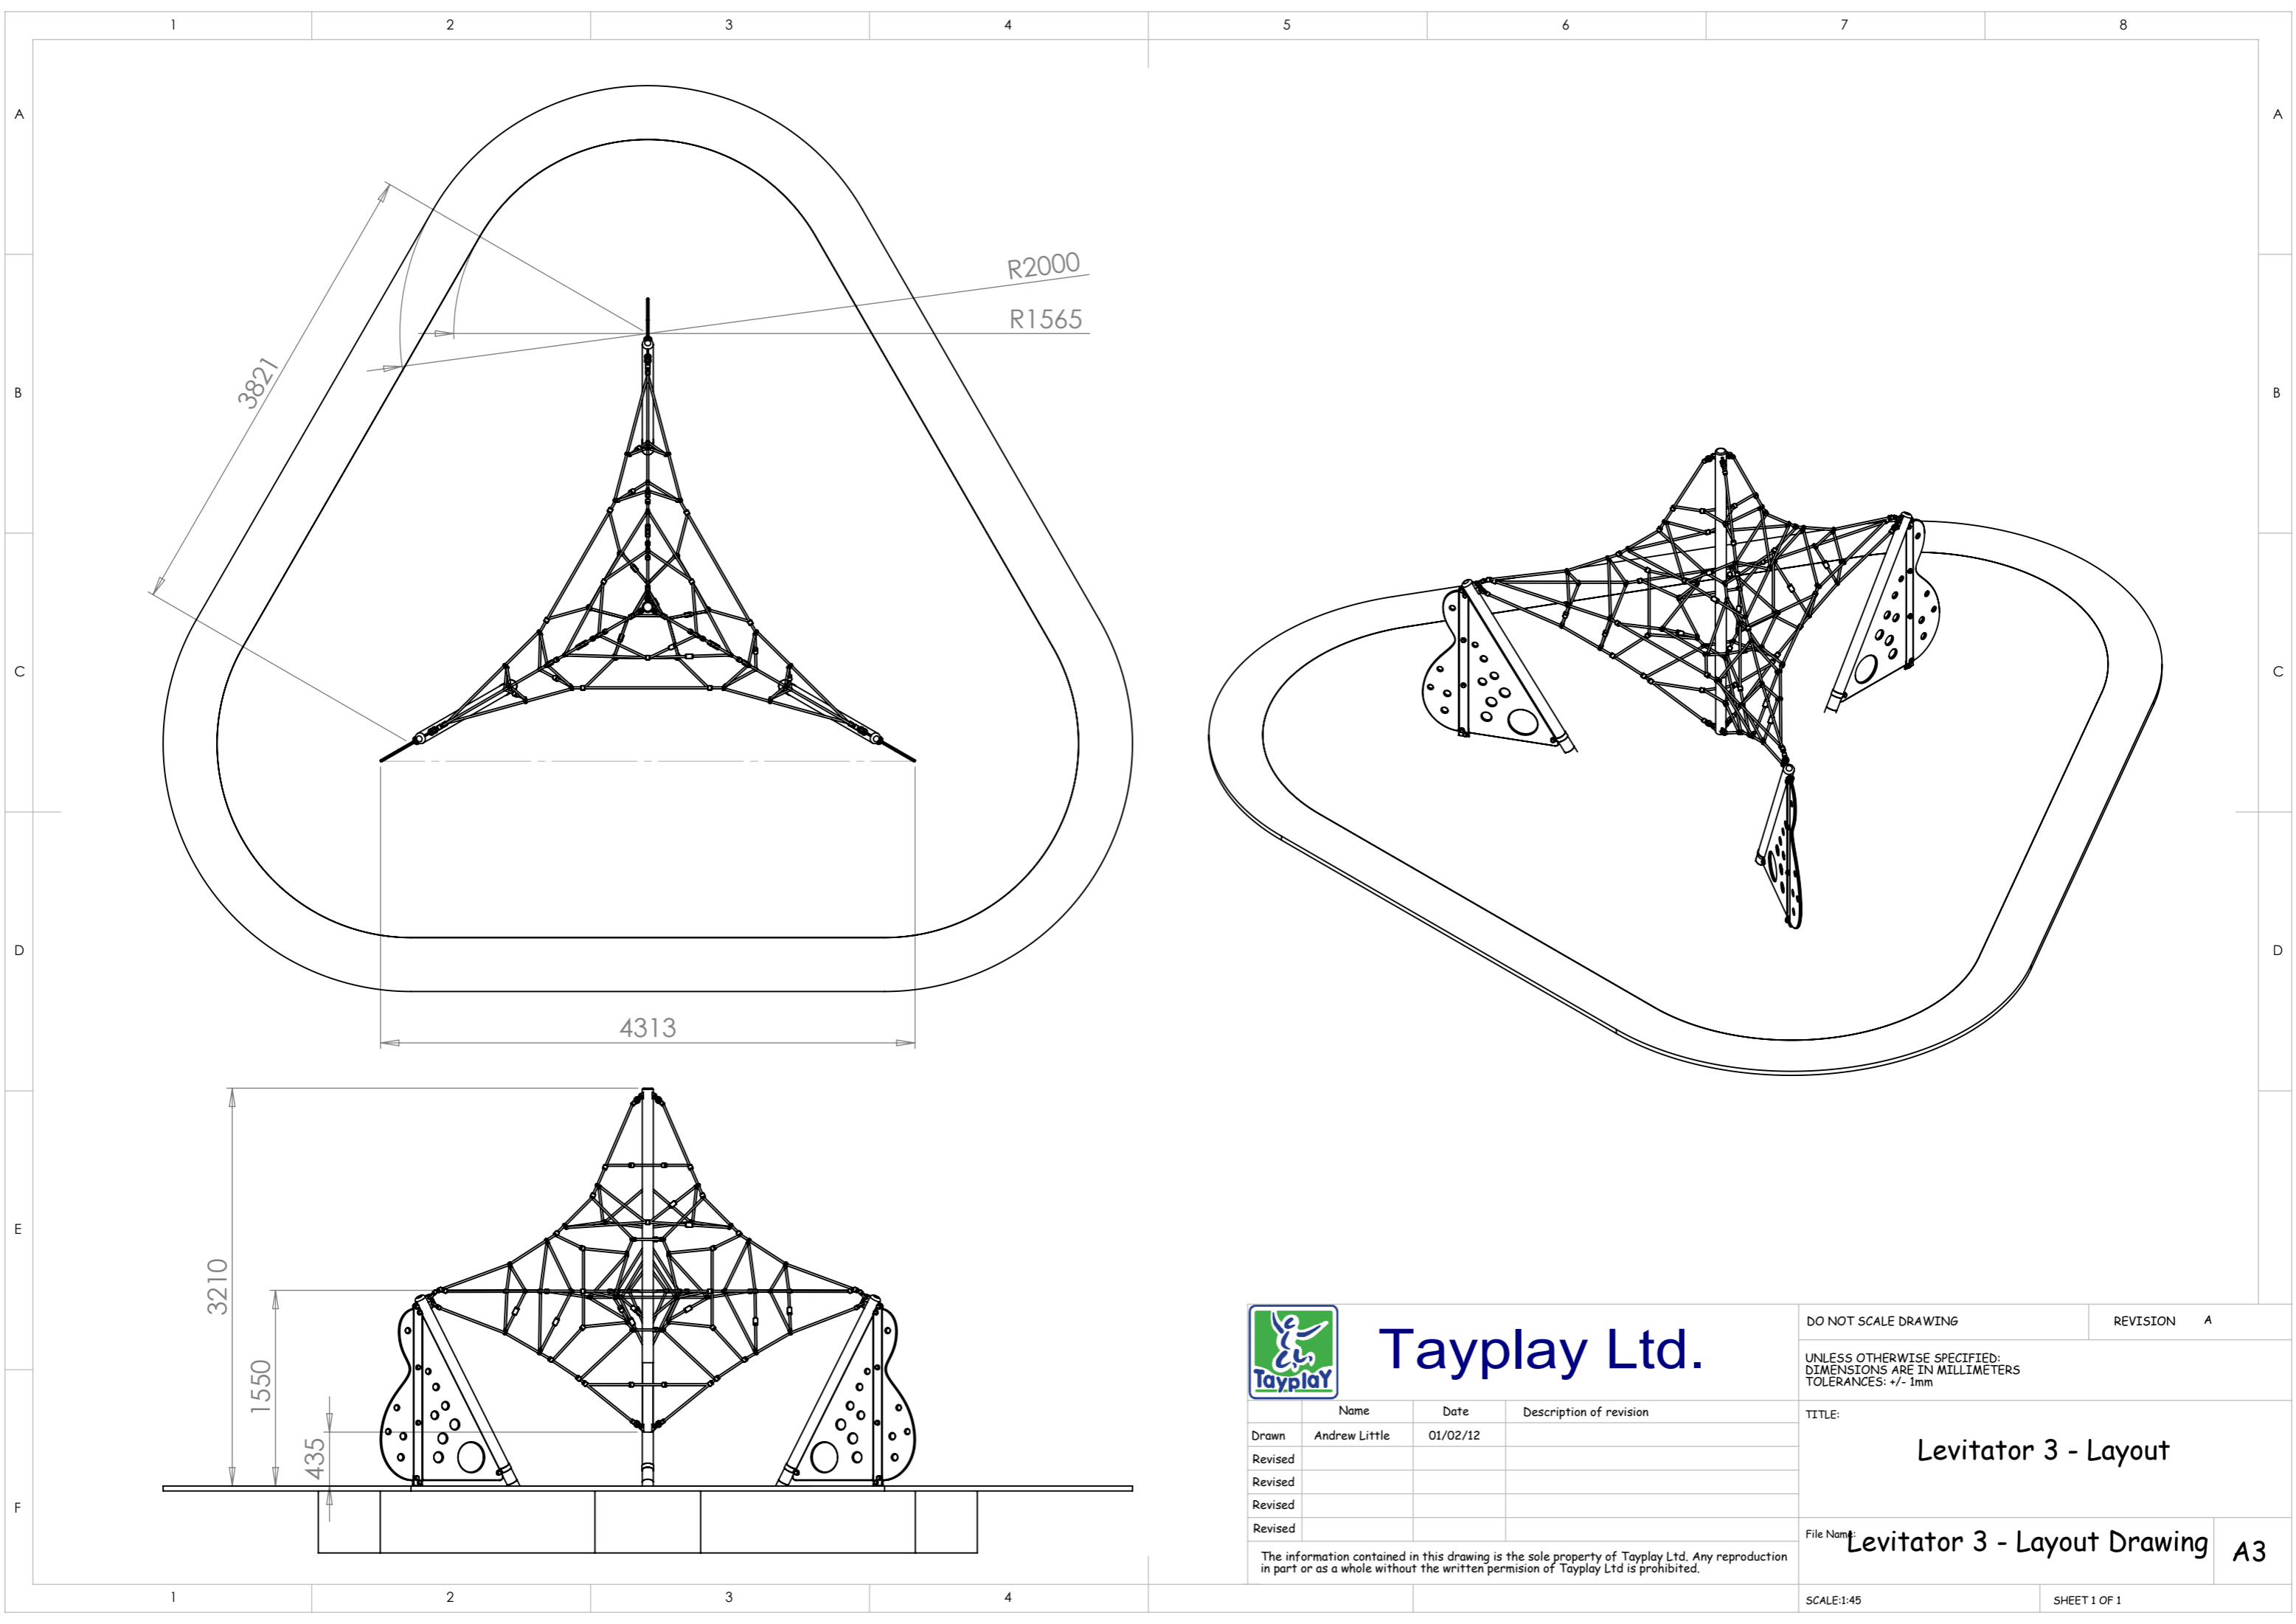 1 2 3 4 5 6 7 8
A A
R2000
R1565
3821
B B
C C
D D
4313
E E
3210
1550
435
F F
Tayplay
Tayplay Ltd.
DO NOT SCALE DRAWING
REVISION A
UNLESS OTHERWISE SPECIFIED:
DIMENSIONS ARE IN MILLIMETERS
TOLERANCES: +/- 1mm
Name Date Description of revision
Drawn Andrew Little 01/02/12
Revised
Revised
Revised
Revised
TITLE:
Levitator 3 - Layout
File Name:
Levitator 3 - Layout Drawing
A3
The information contained in this drawing is the sole property of Tayplay Ltd. Any reproduction
in part or as a whole without the written permision of Tayplay Ltd is prohibited.
SCALE:1:45
SHEET 1 OF 1
1 2 3 4